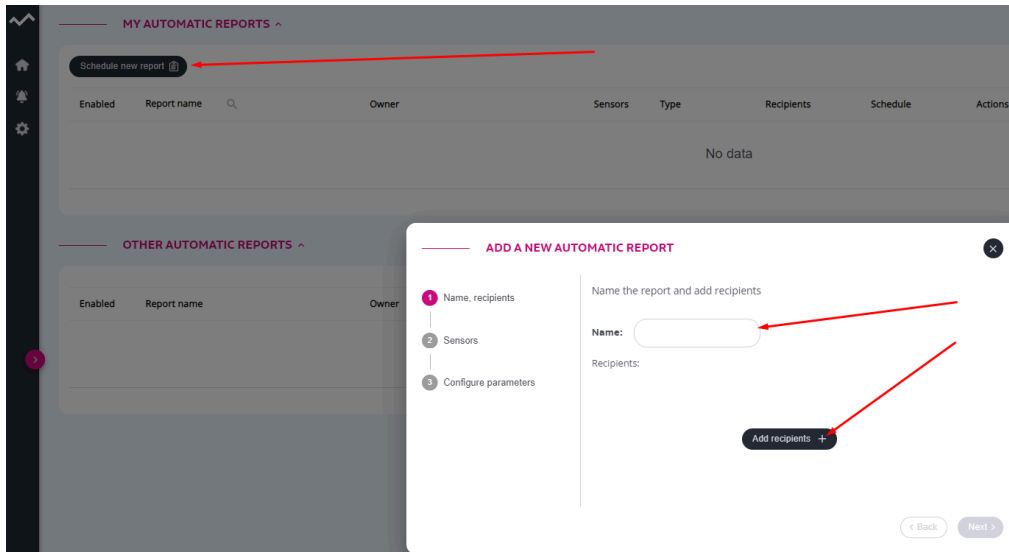 MY AUTOMATIC REPORTS
Schedule new report
Enabled Report name Owner Sensors Type Recipients Schedule Actions
No data
OTHER AUTOMATIC REPORTS
Enabled Report name Owner
ADD A NEW AUTOMATIC REPORT
1 Name, recipients
2 Sensors
3 Configure parameters
Name the report and add recipients
Name:
Recipients:
Add recipients +
< Back Next >